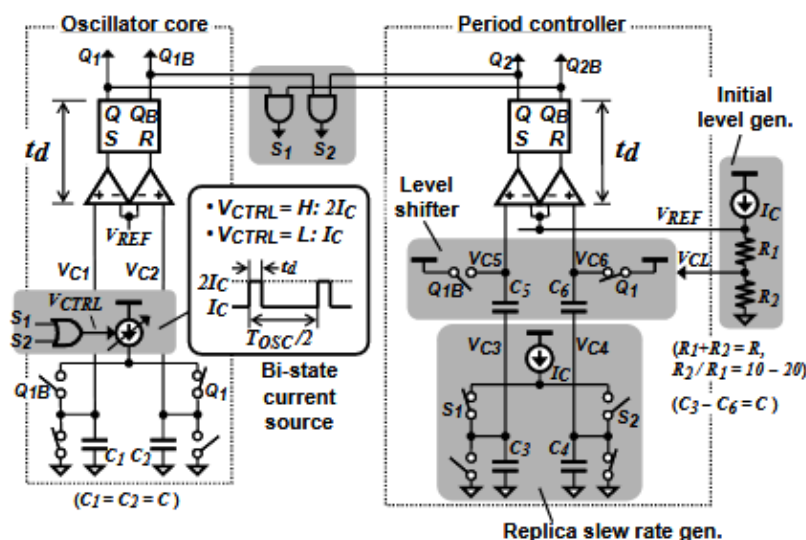 Oscillator core
Period controller
Q1
Q1B
Q2
Q2B
Q QB
S R
td
S1 S2
Q QB
S R
td
Initial
level gen.
IC
R1
R2
VREF
VCL
Level
shifter
• VCTRL= H: 2IC
• VCTRL= L: IC
2IC
IC
td
TOSC/2
Bi-state
current
source
+ - - +
VREF
VC1
VC2
VCTRL
S1
S2
Q1B
Q1
C1 C2
(C1= C2 = C)
+ - - +
VC5
VC6
Q1B
Q1
C5
C6
VC3
VC4
IC
S1
S2
C3
C4
(R1+R2 = R,
R2/ R1= 10 – 20)
(C3 – C6 = C)
Replica slew rate gen.